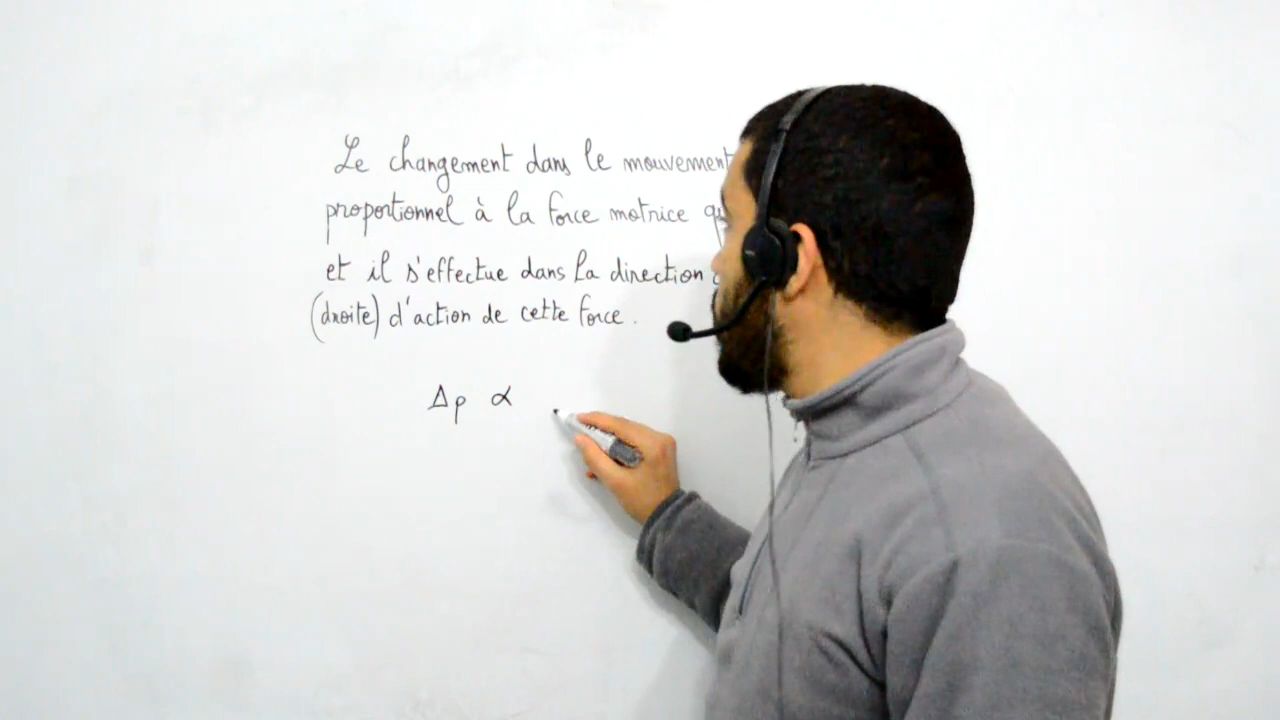 Le changement dans le mouvement
proportionnel à la force motrice
et il s'effectue dans la direction
(droite) d'action de cette force.
Δp α